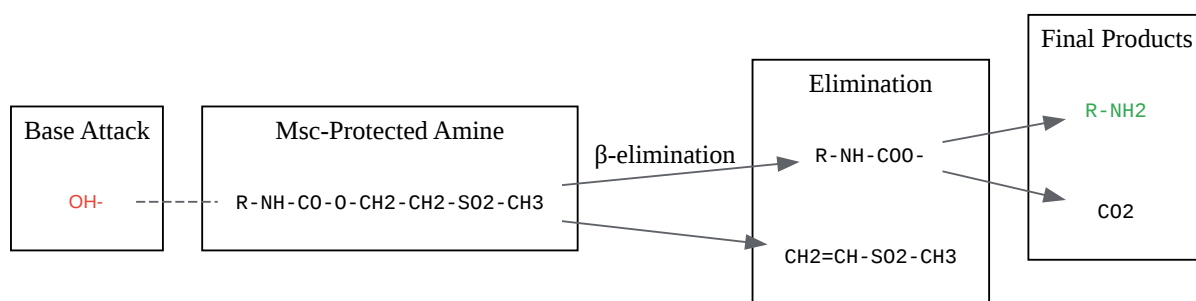 Base Attack
OH-
Msc-Protected Amine
R-NH-CO-O-CH2-CH2-SO2-CH3
β-elimination
Elimination
R-NH-COO-
CH2=CH-SO2-CH3
Final Products
R-NH2
CO2